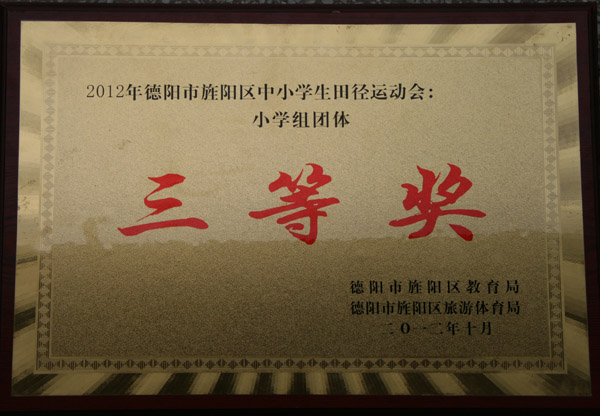 2012年德阳市旌阳区中小学生田径运动会：
小学组团体
三等奖
德阳市旌阳区教育局
德阳市旌阳区旅游体育局
二〇一二年十月